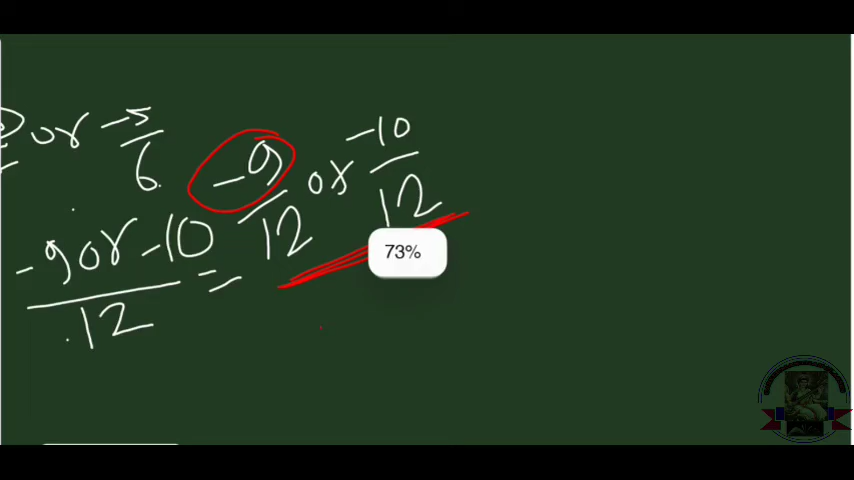 or -5/6
-9/12 or -10/12
-9 or -10/12 =
73%